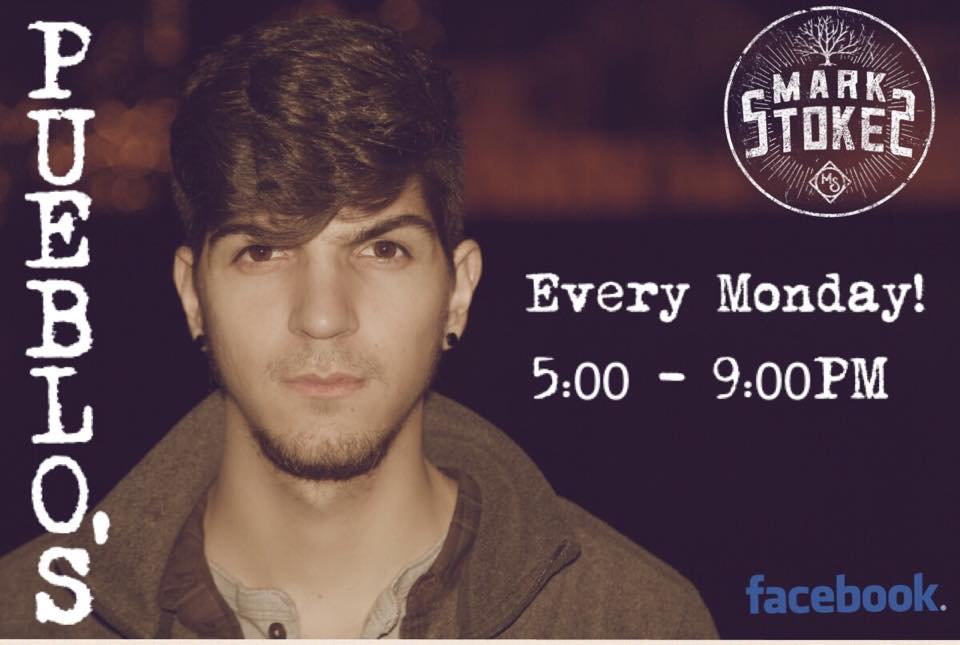 PUEBLO'S
MARK
STOKES
MS
Every Monday!
5:00 - 9:00PM
facebook.